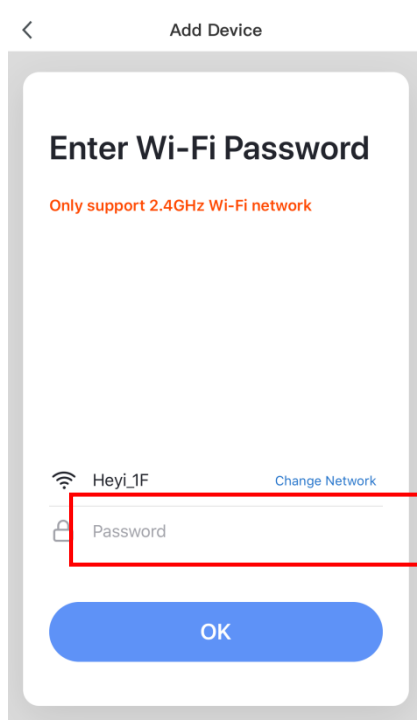 Add Device
Enter Wi-Fi Password
Only support 2.4GHz Wi-Fi network
Heyi_1F Change Network
Password
OK